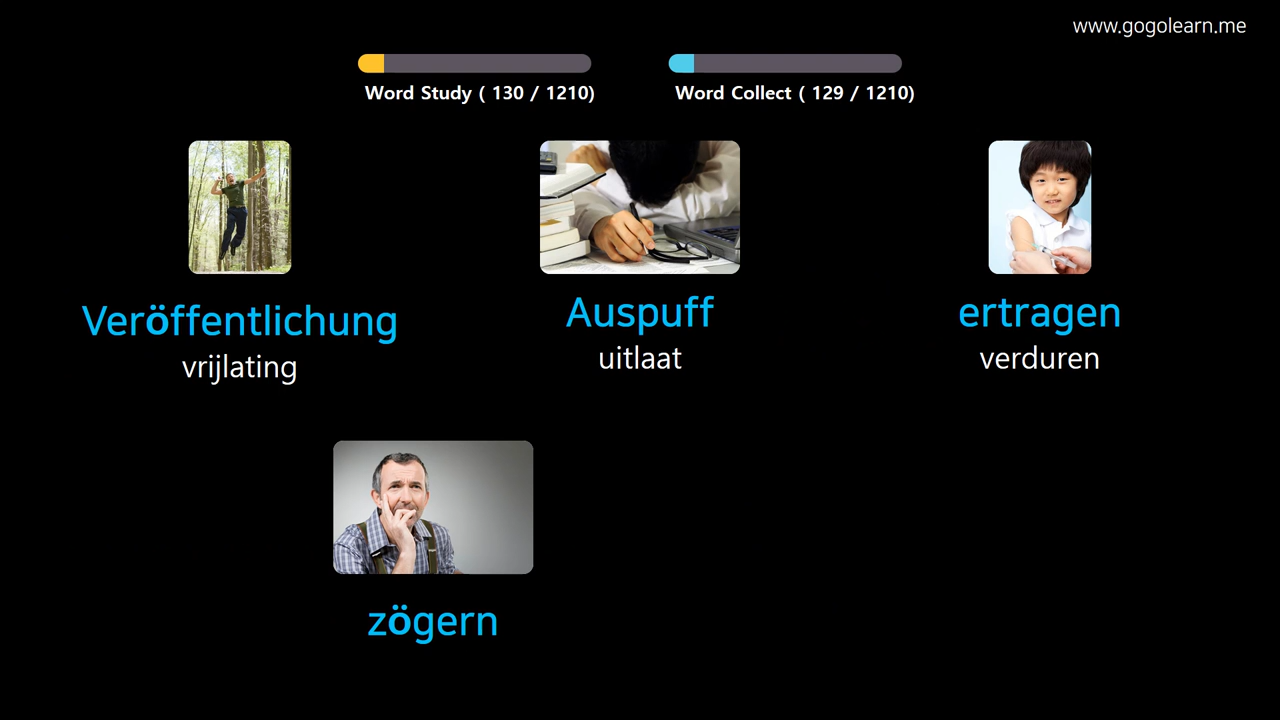 www.gogolearn.me
Word Study ( 130 / 1210)
Word Collect ( 129 / 1210)
Veröffentlichung
vrijlating
Auspuff
uitlaat
ertragen
verduren
zögern